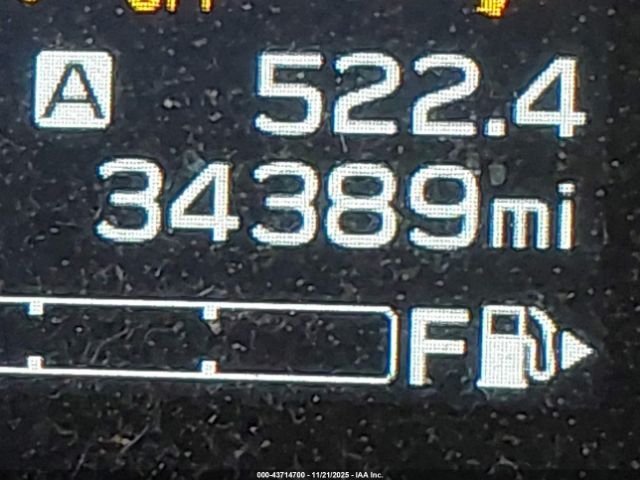 A 522.4
34389mi
F
000-43714700 - 11/21/2025 - IAA Inc.